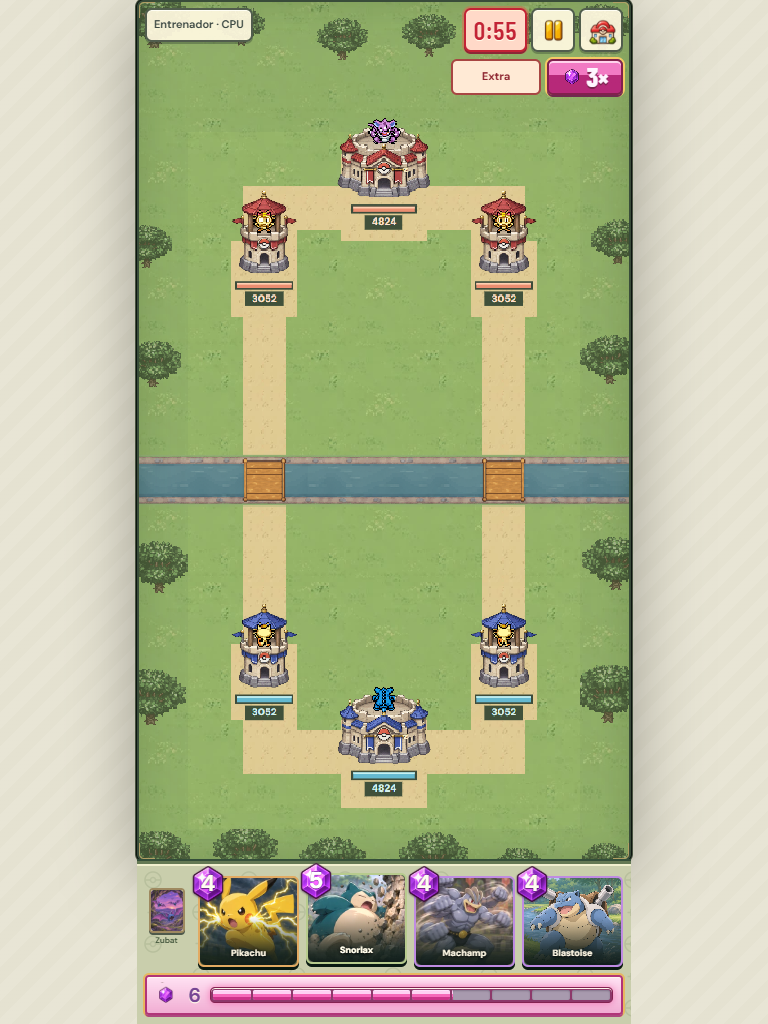 Entrenador · CPU
0:55
Extra
3×
4824
3052
3052
3052
3052
4824
4
5
4
4
Zubat
Pikachu
Snorlax
Machamp
Blastoise
6